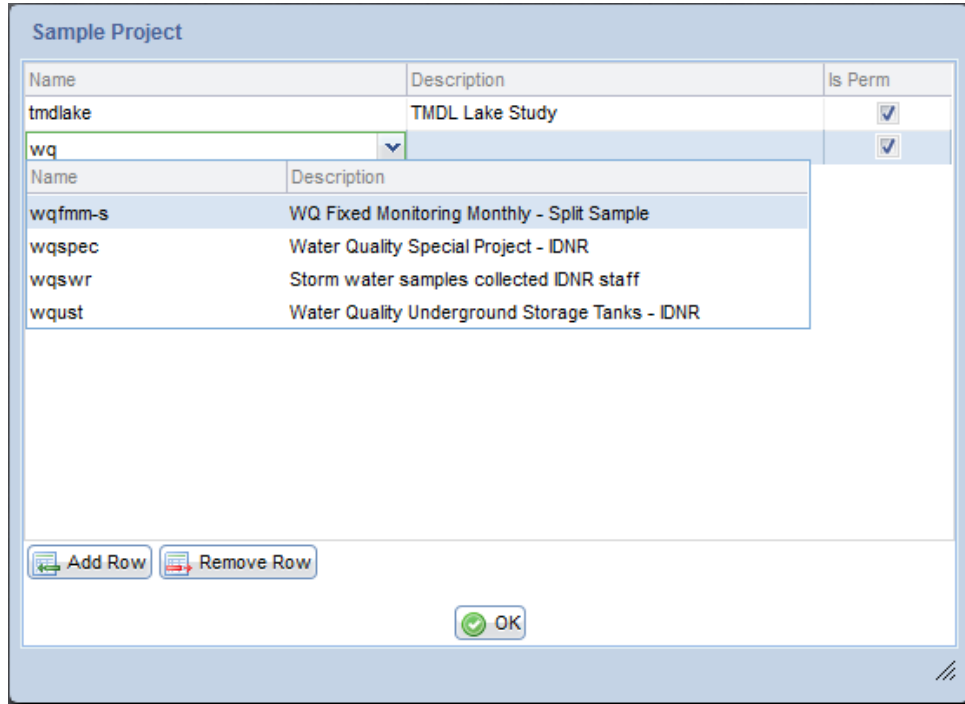 Sample Project
Name Description Is Perm
tmdlake TMDL Lake Study
wq
Name Description
wqfmm-s WQ Fixed Monitoring Monthly - Split Sample
wqspec Water Quality Special Project - IDNR
wqswr Storm water samples collected IDNR staff
wqust Water Quality Underground Storage Tanks - IDNR
Add Row Remove Row
OK